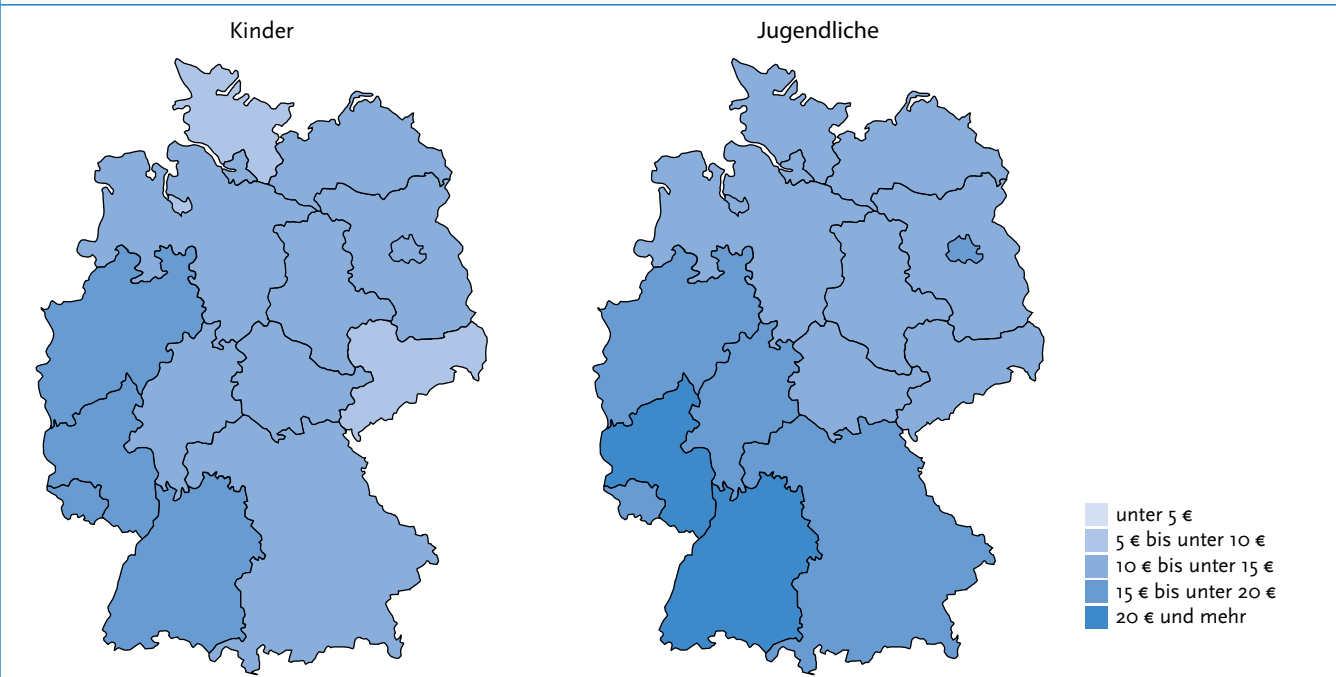 Kinder
Jugendliche
unter 5 €
5 € bis unter 10 €
10 € bis unter 15 €
15 € bis unter 20 €
20 € und mehr